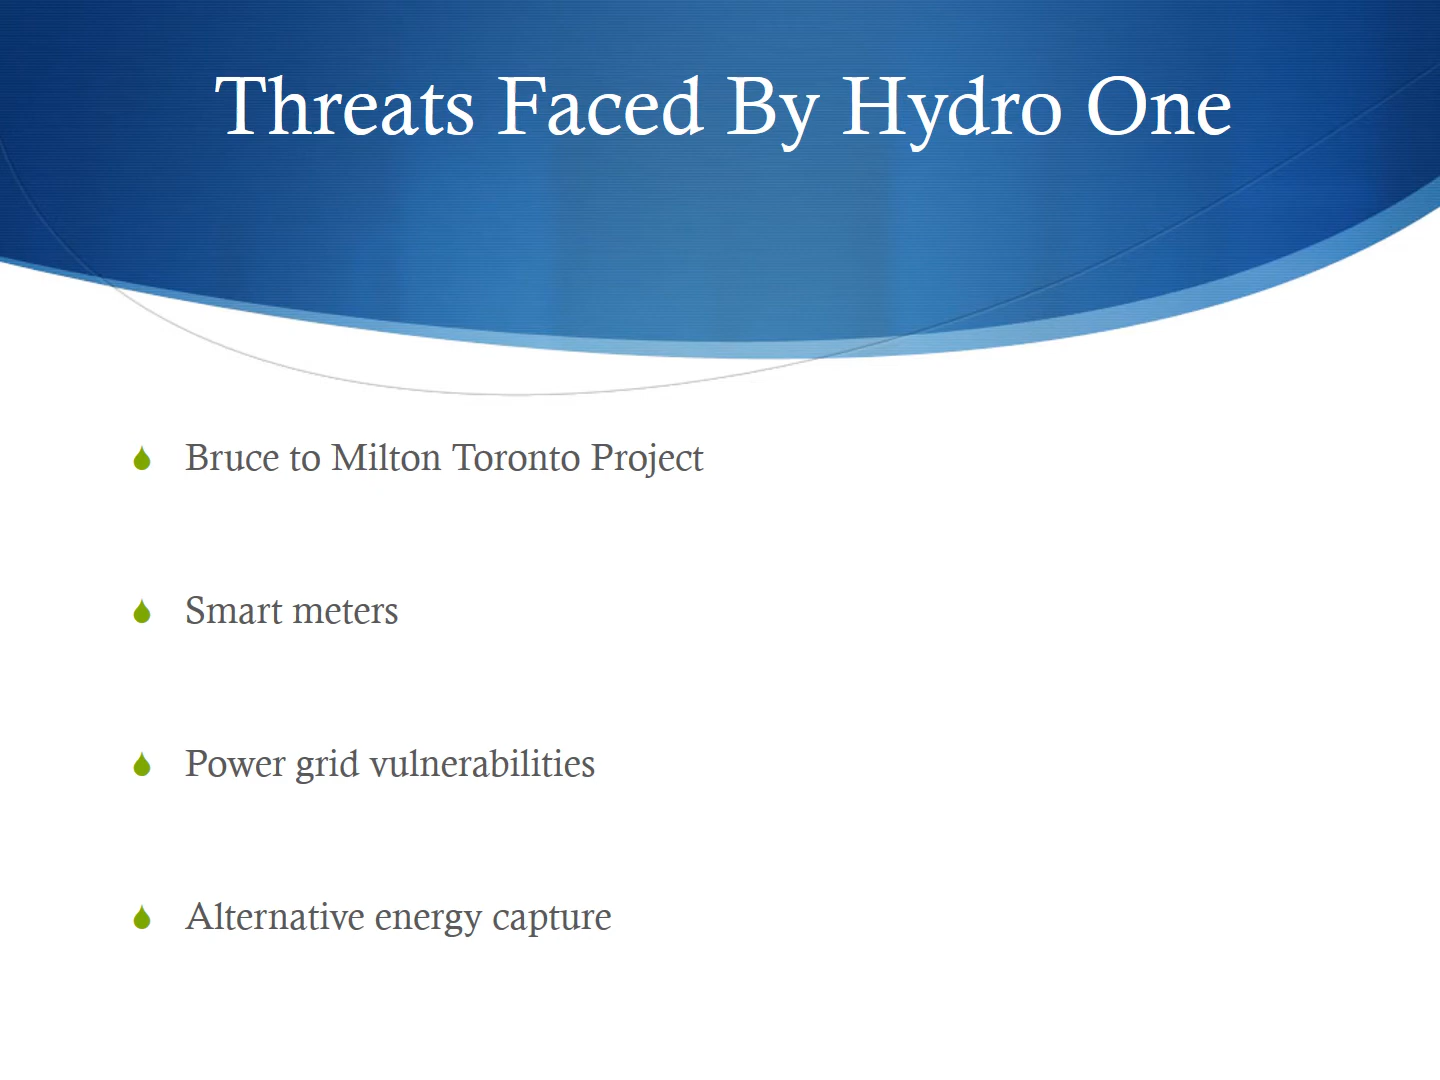 Threats Faced By Hydro One
Bruce to Milton Toronto Project
Smart meters
Power grid vulnerabilities
Alternative energy capture